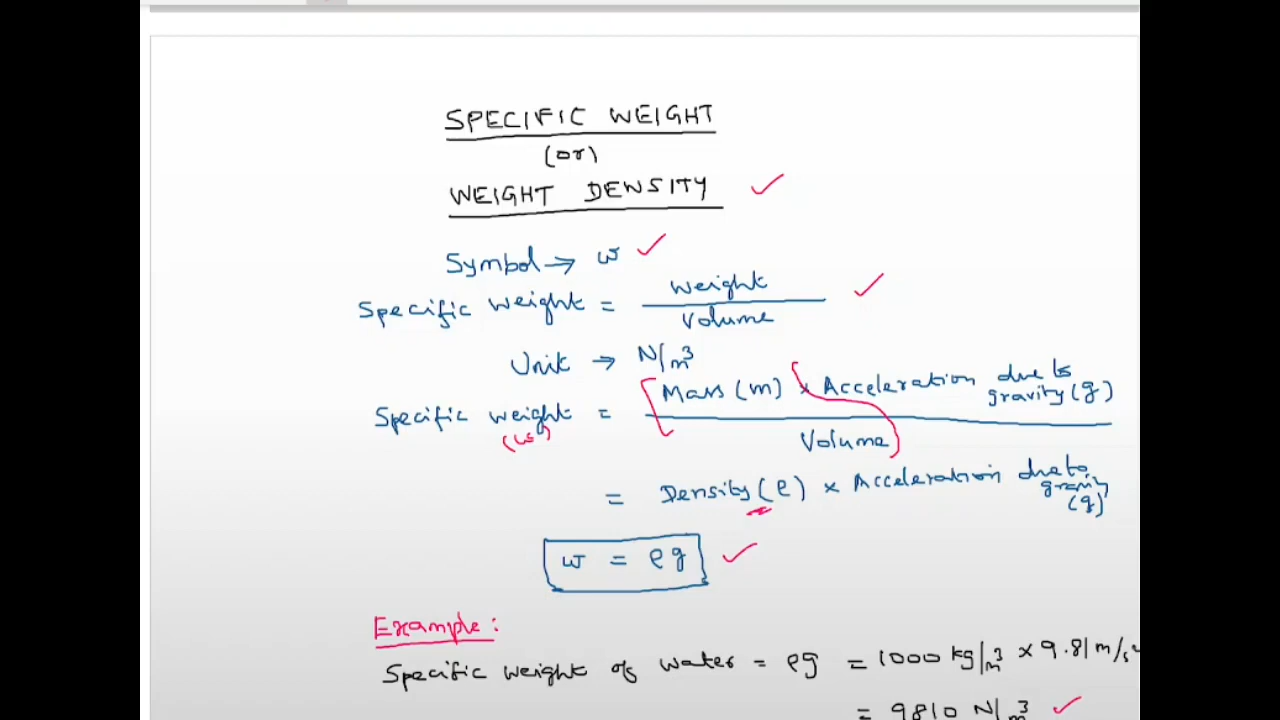 SPECIFIC WEIGHT
(or)
WEIGHT DENSITY
Symbol → w
Specific weight = Weight / Volume
Unit → N/m³
Specific weight = Mass (m) × Acceleration due to gravity (g) / Volume
(w)
= Density (ρ) × Acceleration due to gravity (g)
w = ρg
Example:
Specific weight of water = ρg = 1000 kg/m³ × 9.81 m/s²
= 9810 N/m³